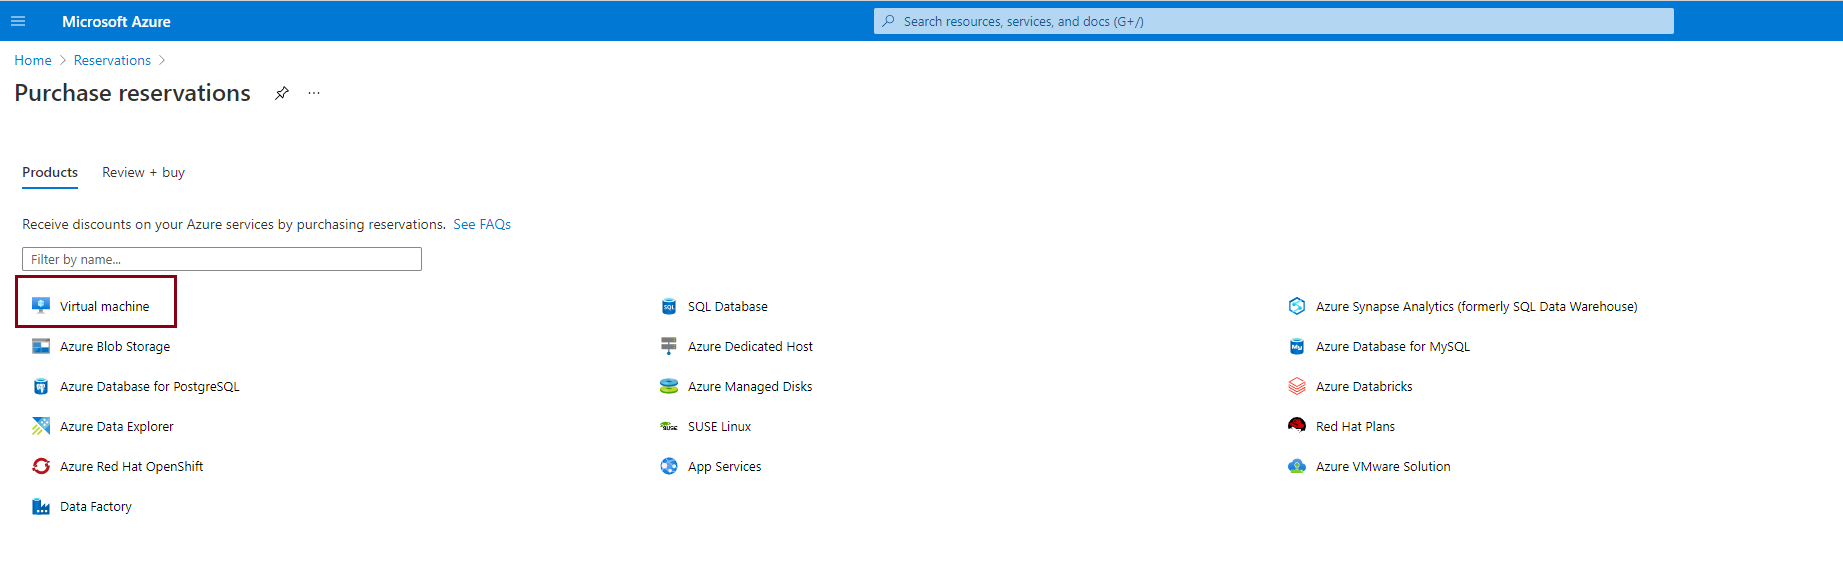 Microsoft Azure
Search resources, services, and docs (G+/)
Home > Reservations >
Purchase reservations ...
Products Review + buy
Receive discounts on your Azure services by purchasing reservations. See FAQs
Filter by name...
Virtual machine
SQL Database
Azure Synapse Analytics (formerly SQL Data Warehouse)
Azure Blob Storage
Azure Dedicated Host
Azure Database for MySQL
Azure Database for PostgreSQL
Azure Managed Disks
Azure Databricks
Azure Data Explorer
SUSE Linux
Red Hat Plans
Azure Red Hat OpenShift
App Services
Azure VMware Solution
Data Factory